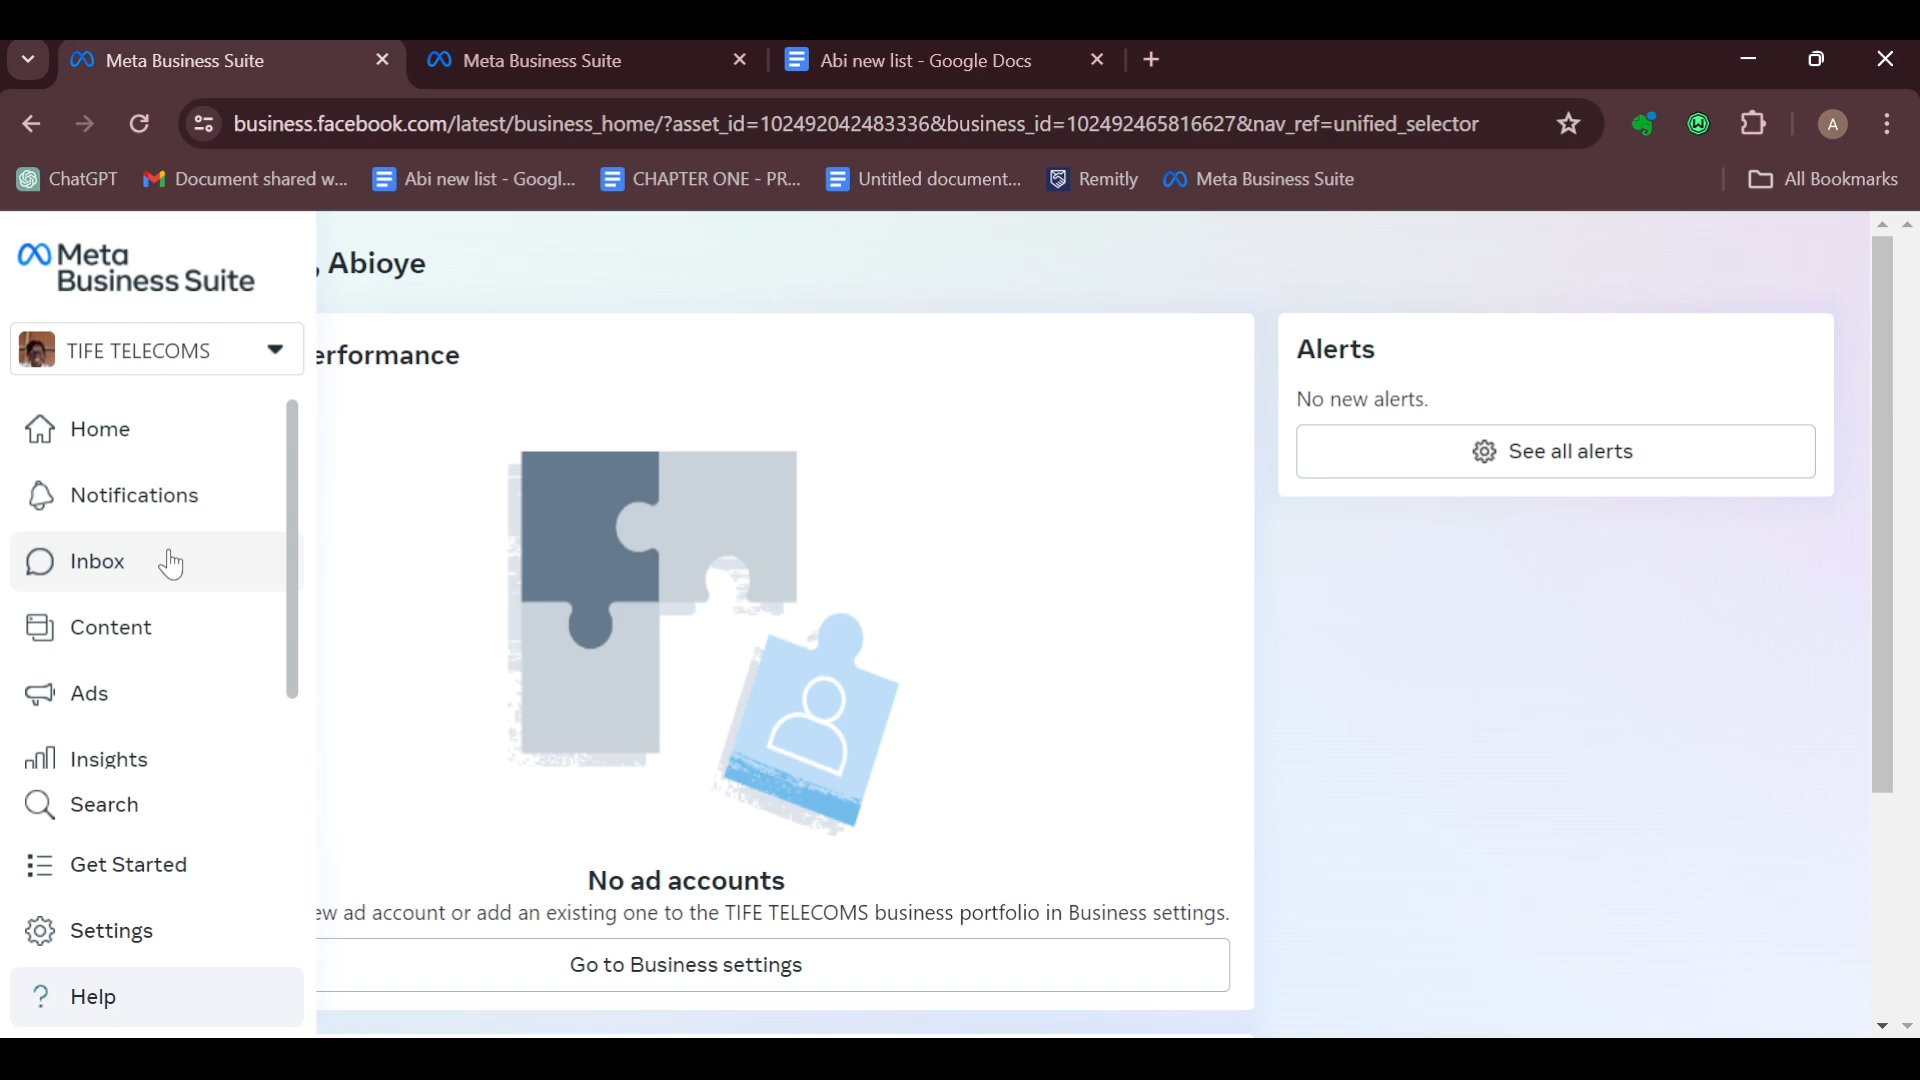 Meta Business Suite
Meta Business Suite
Abi new list - Google Docs
business.facebook.com/latest/business_home/?asset_id=102492042483336&business_id=102492465816627&nav_ref=unified_selector
A
ChatGPT
Document shared w...
Abi new list - Googl...
CHAPTER ONE - PR...
Untitled document...
Remitly
Meta Business Suite
All Bookmarks
Meta
Business Suite
TIFE TELECOMS
Home
Notifications
Inbox
Content
Ads
Insights
Search
Get Started
Settings
Help
, Abioye
erformance
No ad accounts
ew ad account or add an existing one to the TIFE TELECOMS business portfolio in Business settings.
Go to Business settings
Alerts
No new alerts.
See all alerts